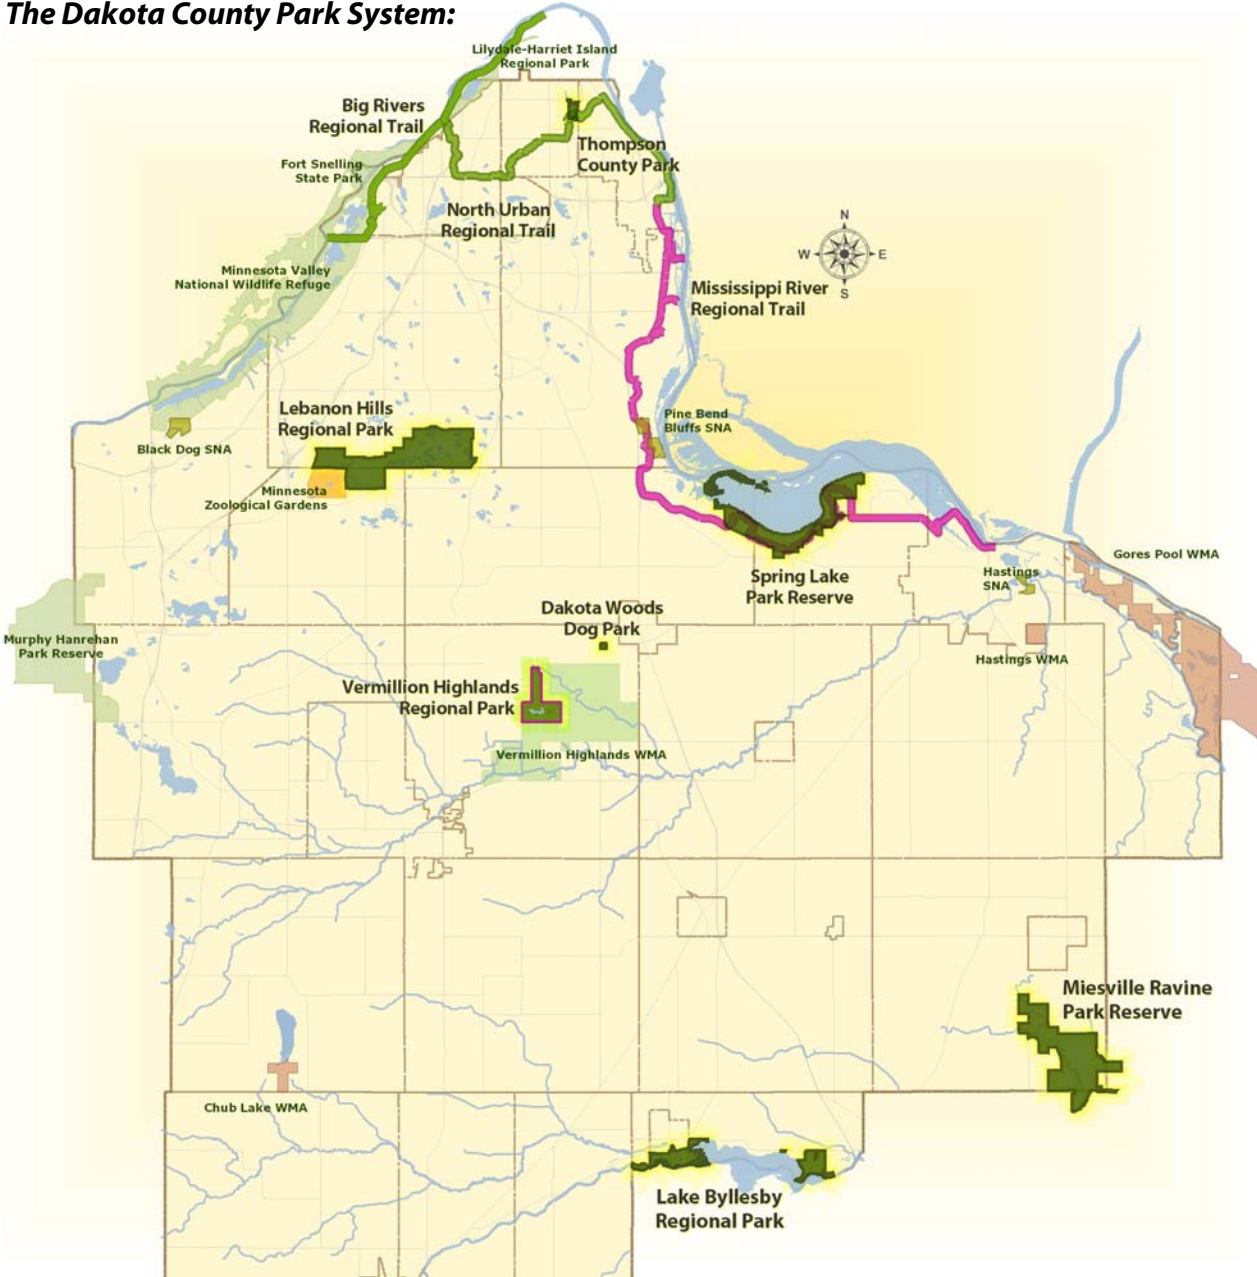 The Dakota County Park System:
Lilydale-Harriet Island
Regional Park
Big Rivers
Regional Trail
Thompson
County Park
Fort Snelling
State Park
North Urban
Regional Trail
N
W
E
S
Minnesota Valley
National Wildlife Refuge
Mississippi River
Regional Trail
Lebanon Hills
Regional Park
Pine Bend
Bluffs SNA
Black Dog SNA
Minnesota
Zoological Gardens
Gores Pool WMA
Spring Lake
Park Reserve
Hastings
SNA
Dakota Woods
Dog Park
Murphy Hanrehan
Park Reserve
Hastings WMA
Vermillion Highlands
Regional Park
Vermillion Highlands WMA
Miesville Ravine
Park Reserve
Chub Lake WMA
Lake Byllesby
Regional Park